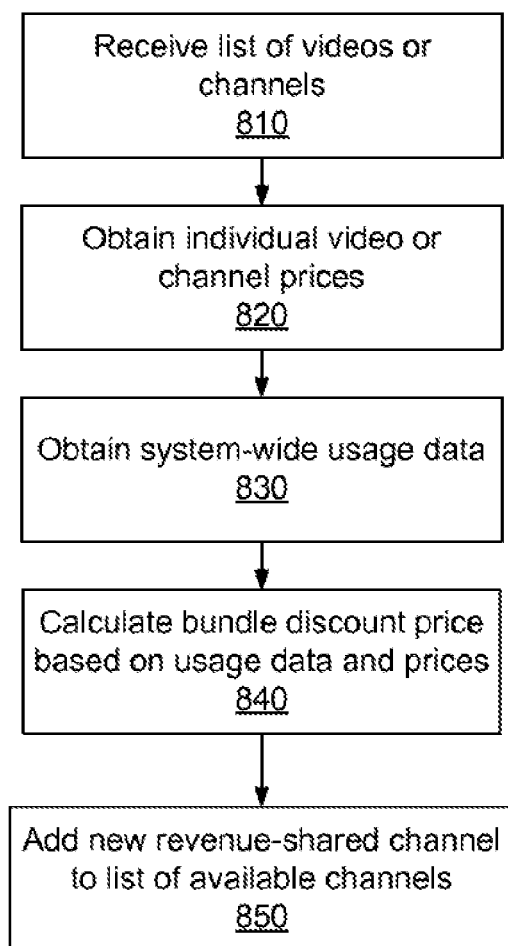 Receive list of videos or
channels
810
Obtain individual video or
channel prices
820
Obtain system-wide usage data
830
Calculate bundle discount price
based on usage data and prices
840
Add new revenue-shared channel
to list of available channels
850